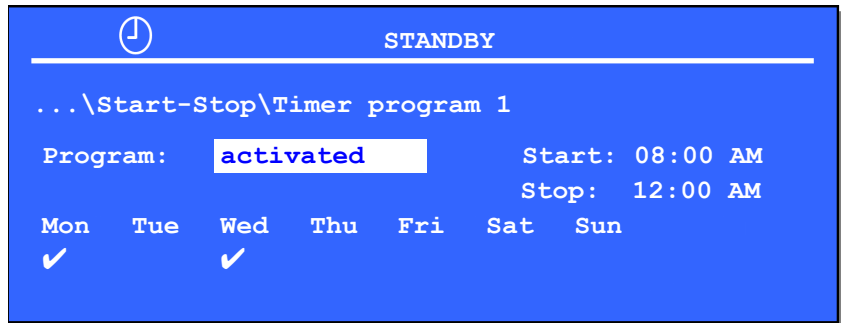 STANDBY
...\Start-Stop\Timer program 1
Program: activated Start: 08:00 AM
Stop: 12:00 AM
Mon Tue Wed Thu Fri Sat Sun
✔ ✔